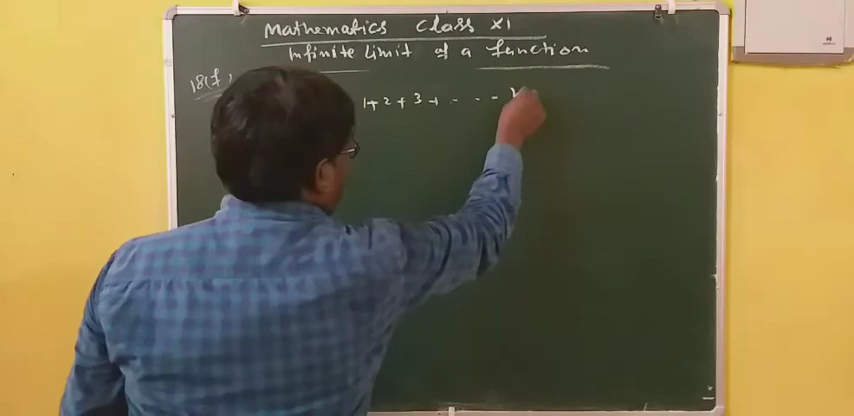 Mathematics Class XI
Infinite Limit of a function
18(f)
1+2+3+ - - -